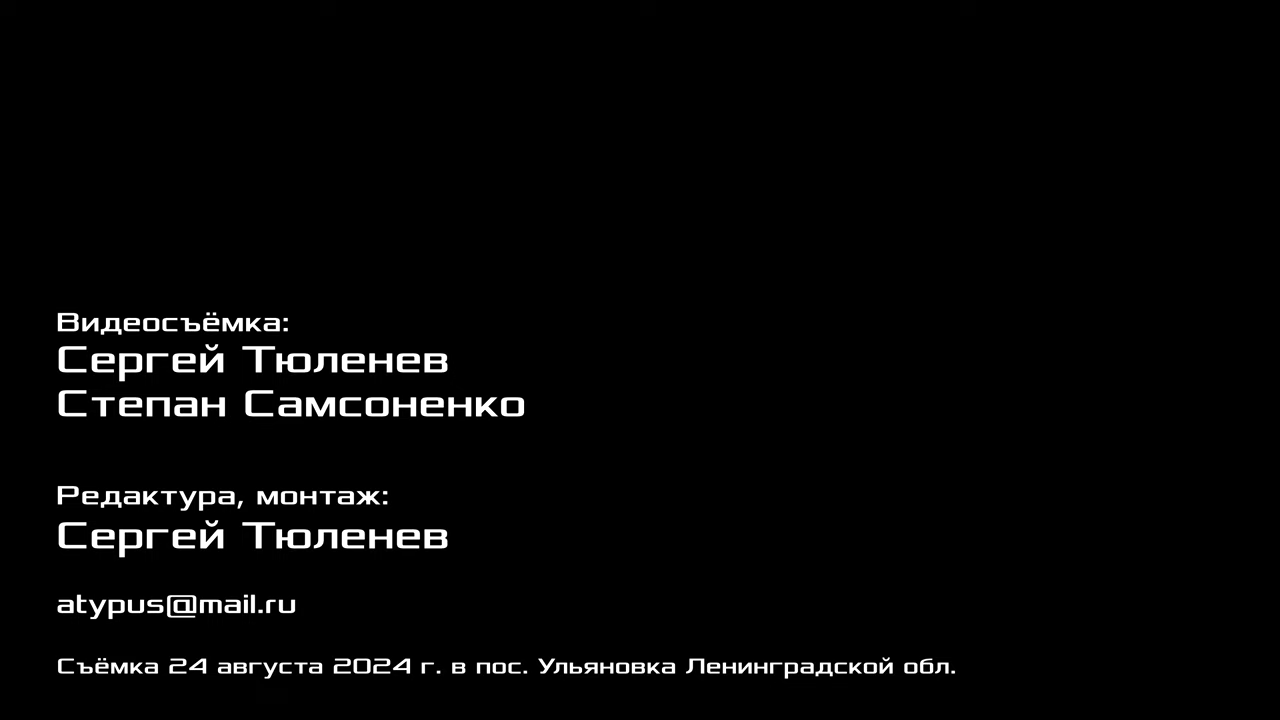 Видеосъёмка:
Сергей Тюленев
Степан Самсоненко
Редактура, монтаж:
Сергей Тюленев
atypus@mail.ru
Съёмка 24 августа 2024 г. в пос. Ульяновка Ленинградской обл.